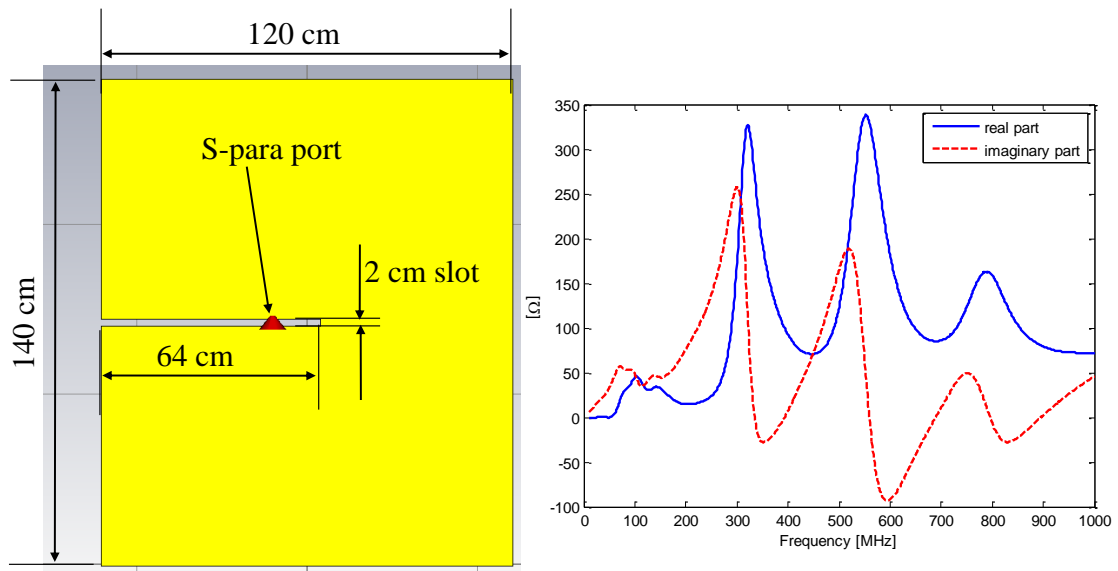 120 cm
S-para port
2 cm slot
140 cm
64 cm
350
300
250
200
150
100
50
0
-50
-100
[Ω]
real part
imaginary part
0 100 200 300 400 500 600 700 800 900 1000
Frequency [MHz]